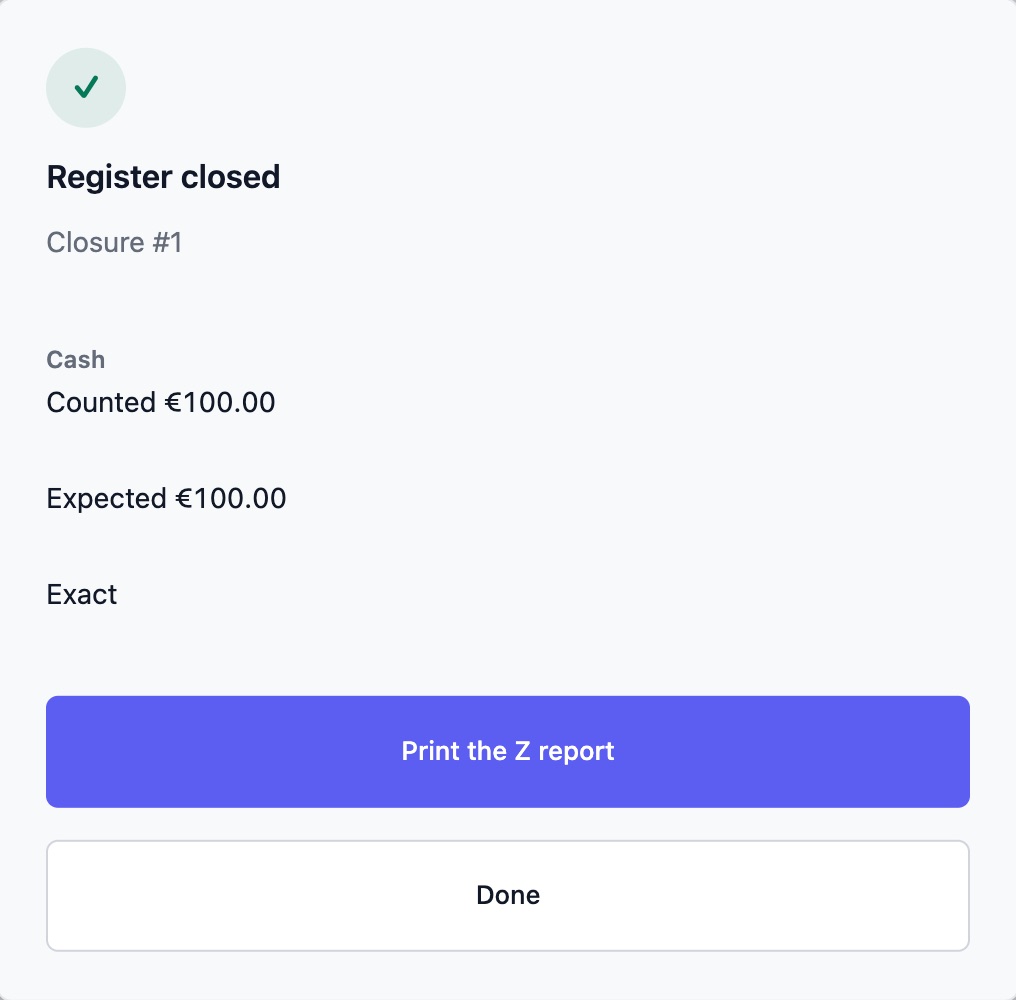 Register closed
Closure #1
Cash
Counted €100.00
Expected €100.00
Exact
Print the Z report
Done